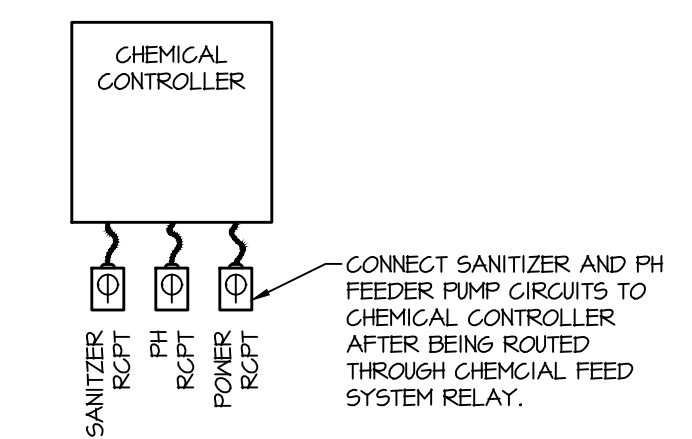 CHEMICAL
CONTROLLER
CONNECT SANITIZER AND PH
FEEDER PUMP CIRCUITS TO
CHEMICAL CONTROLLER
AFTER BEING ROUTED
THROUGH CHEMCIAL FEED
SYSTEM RELAY.
SANITZER
RCPT
PH
RCPT
POWER
RCPT